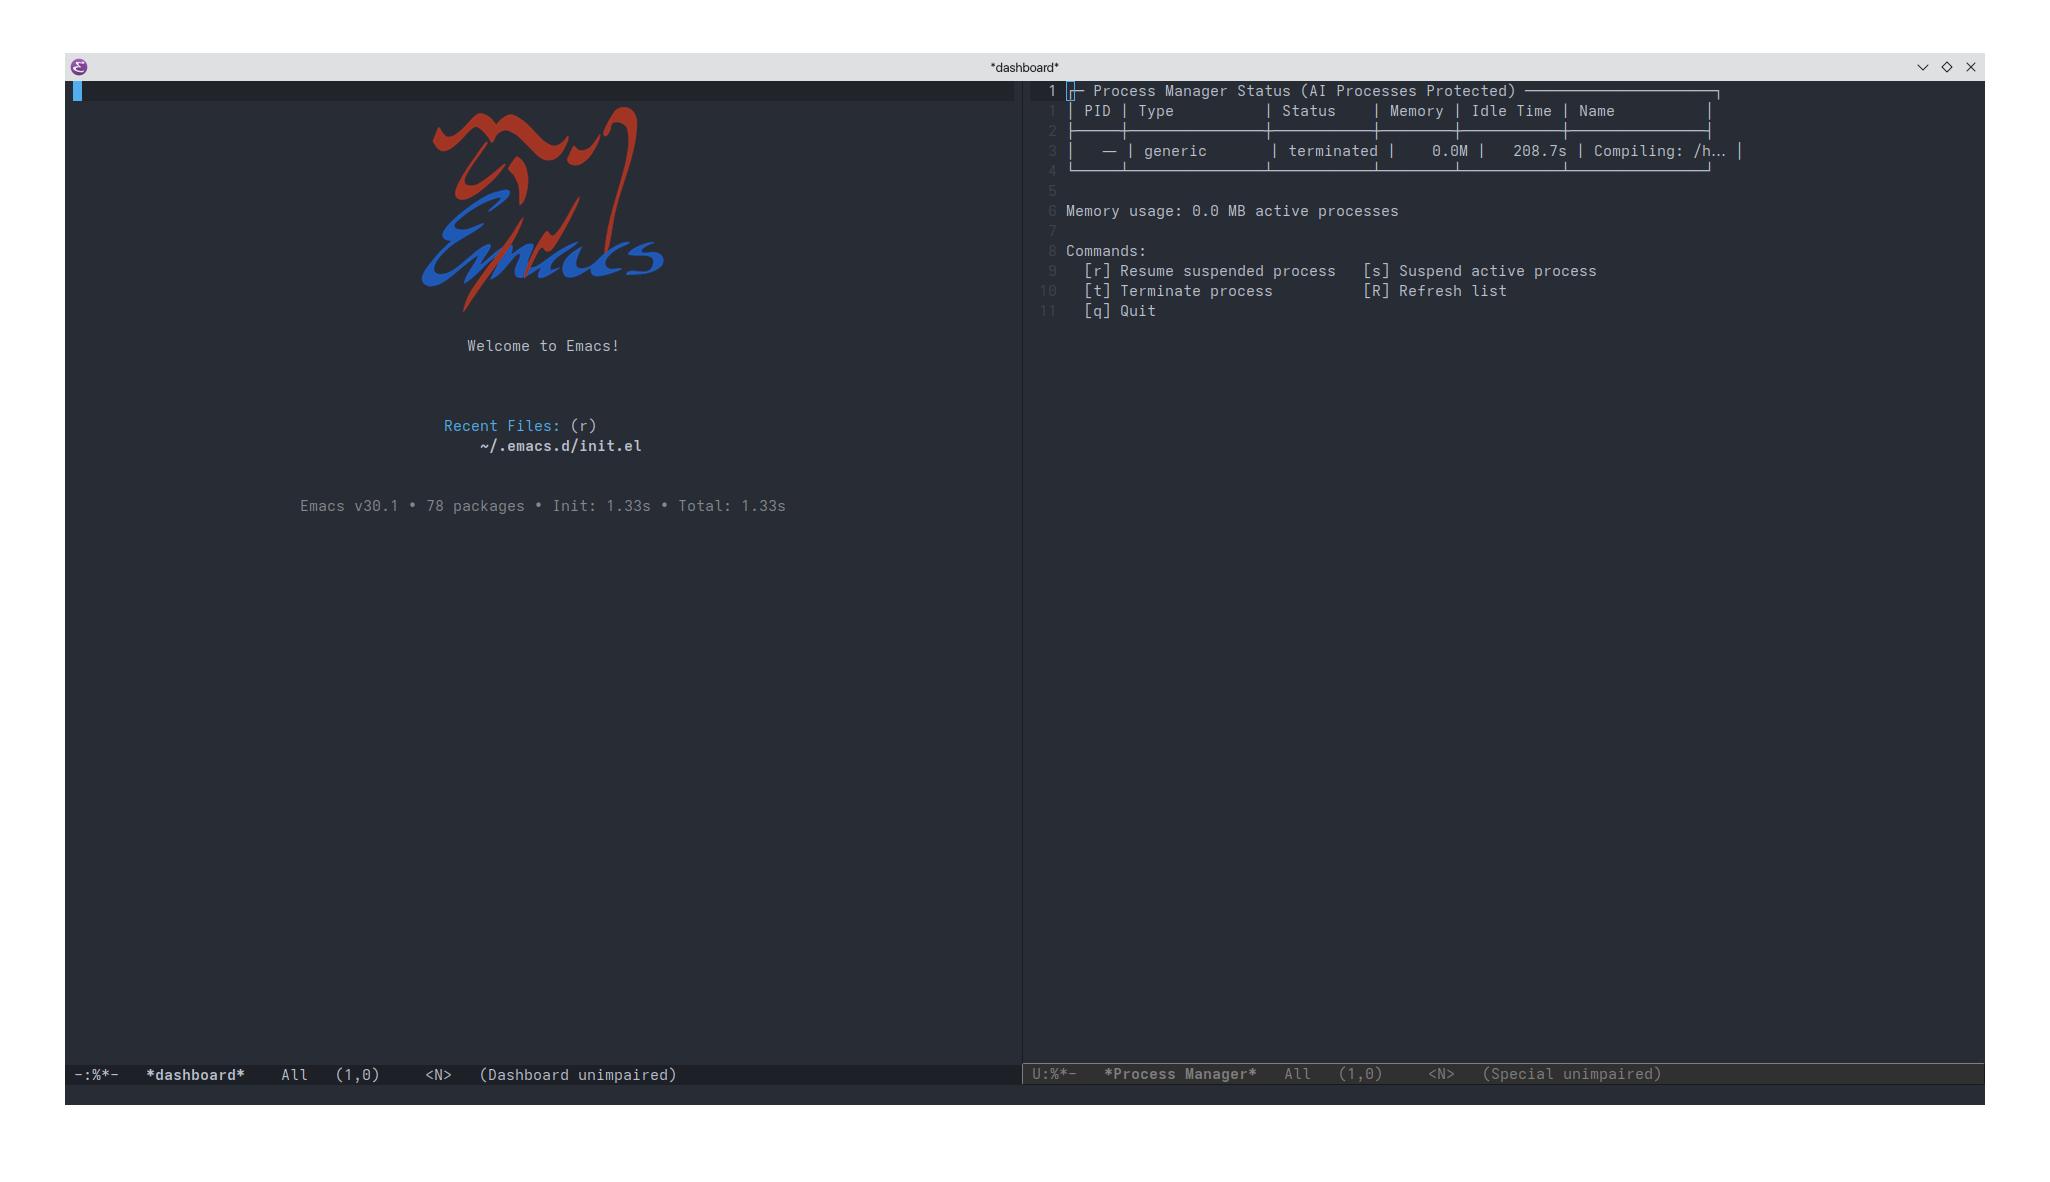 *dashboard*
Emacs
Welcome to Emacs!
Recent Files: (r)
~/.emacs.d/init.el
Emacs v30.1 • 78 packages • Init: 1.33s • Total: 1.33s
-:%*-   *dashboard*    All   (1,0)     <N>   (Dashboard unimpaired)
1 ┌─ Process Manager Status (AI Processes Protected) ─────────────────────┐
1 │ PID │ Type          │ Status    │ Memory │ Idle Time │ Name          │
2 ├─────┼───────────────┼───────────┼────────┼───────────┼───────────────┤
3 │   -- │ generic       │ terminated │    0.0M │   208.7s │ Compiling: /h... │
4 └─────┴───────────────┴───────────┴────────┴───────────┴───────────────┘
5
6 Memory usage: 0.0 MB active processes
7
8 Commands:
9   [r] Resume suspended process   [s] Suspend active process
10   [t] Terminate process          [R] Refresh list
11   [q] Quit
U:%*-   *Process Manager*   All   (1,0)     <N>   (Special unimpaired)